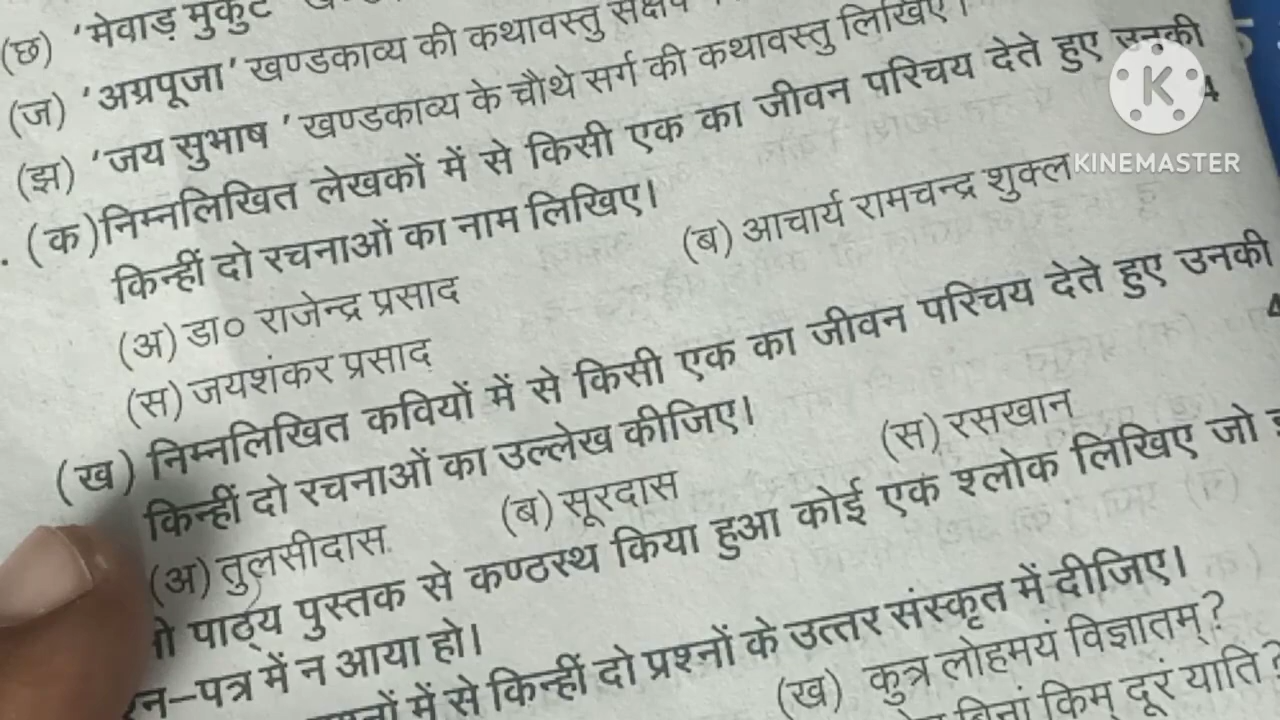 (छ) 'मेवाड़ मुकुट'
(ज) 'अग्रपूजा' खण्डकाव्य की कथावस्तु संक्षेप
(झ) 'जय सुभाष' खण्डकाव्य के चौथे सर्ग की कथावस्तु लिखिए।
(क) निम्नलिखित लेखकों में से किसी एक का जीवन परिचय देते हुए उनकी
किन्हीं दो रचनाओं का नाम लिखिए। 4
(अ) डा० राजेन्द्र प्रसाद (ब) आचार्य रामचन्द्र शुक्ल
(स) जयशंकर प्रसाद
(ख) निम्नलिखित कवियों में से किसी एक का जीवन परिचय देते हुए उनकी
किन्हीं दो रचनाओं का उल्लेख कीजिए। 4
(अ) तुलसीदास (ब) सूरदास (स) रसखान
पाठ्य पुस्तक से कण्ठस्थ किया हुआ कोई एक श्लोक लिखिए जो
न-पत्र में न आया हो।
में से किन्हीं दो प्रश्नों के उत्तर संस्कृत में दीजिए।
(ख) कुत्र लोहमयं विज्ञातम्?
बिनां किम् दूरं याति?
K
KINEMASTER